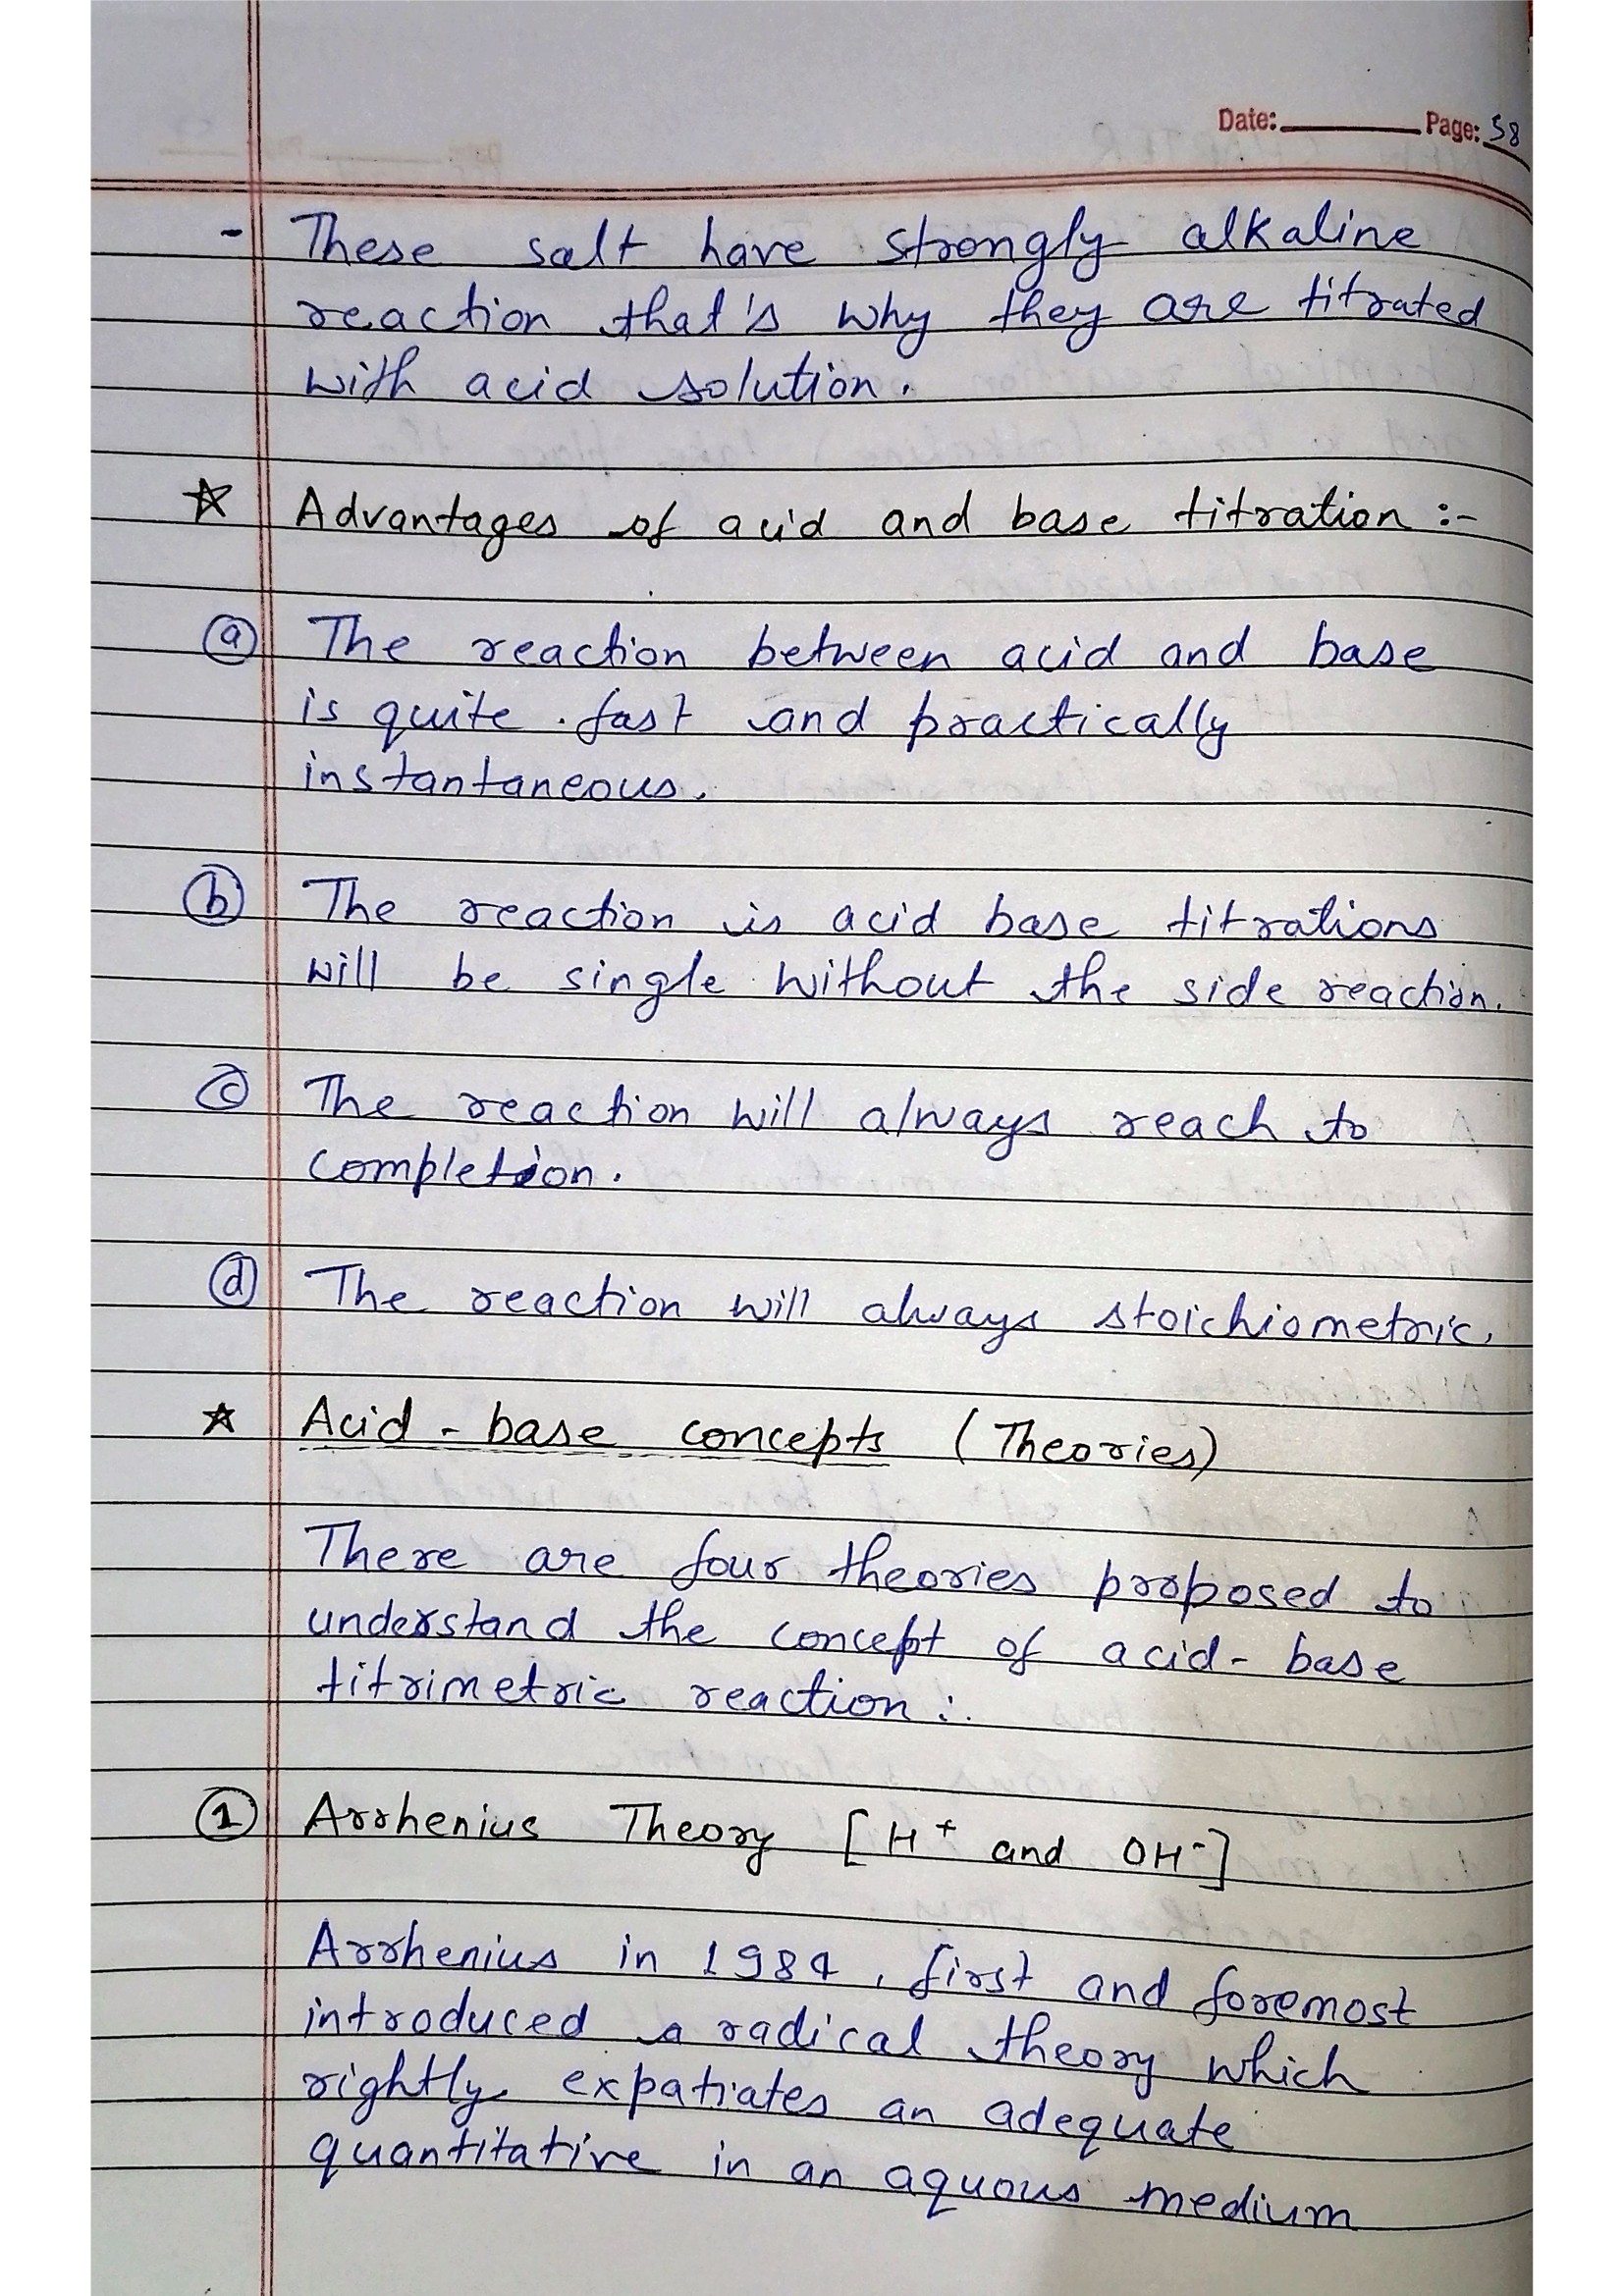 Date: Page: 58
- These salt have strongly alkaline
reaction that's why they are titrated
with acid solution.
☆ Advantages of acid and base titration :-
ⓐ The reaction between acid and base
is quite fast and practically
instantaneous.
ⓑ The reaction is acid base titrations
will be single without the side reaction.
ⓒ The reaction will always reach to
completion.
ⓓ The reaction will always stoichiometric.
☆ Acid - base concepts (Theories)
There are four theories proposed to
understand the concept of acid - base
titrimetric reaction :.
① Arrhenius Theory [H⁺ and OH⁻]
Arrhenius in 1984, first and foremost
introduced a radical theory which
rightly expatiates an adequate
quantitative in an aquous medium